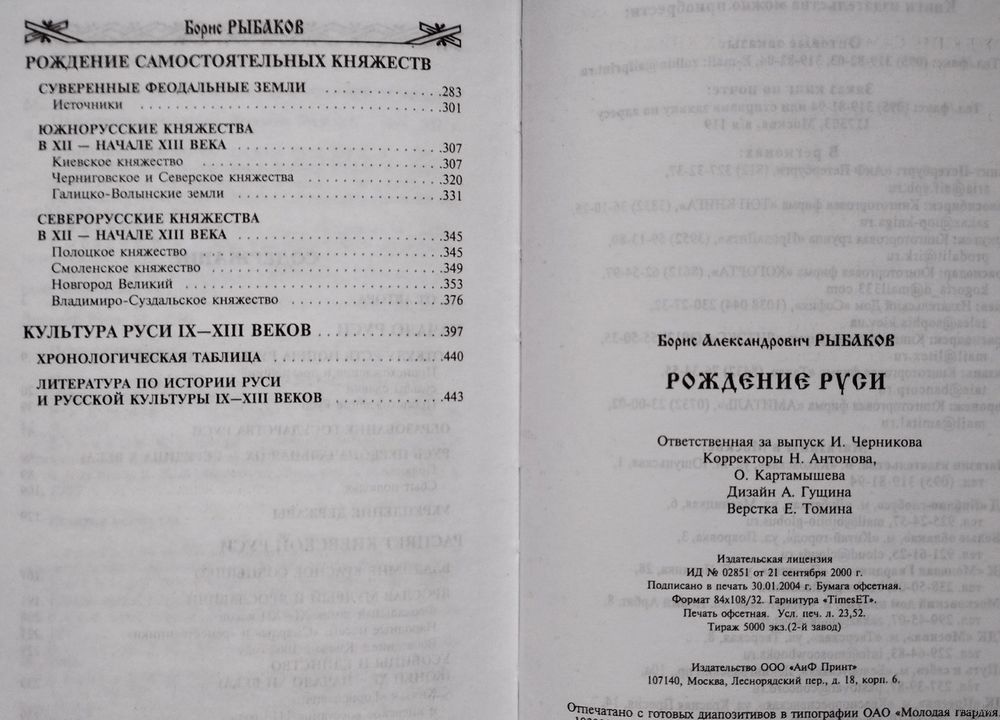 Борис РЫБАКОВ
РОЖДЕНИЕ САМОСТОЯТЕЛЬНЫХ КНЯЖЕСТВ
СУВЕРЕННЫЕ ФЕОДАЛЬНЫЕ ЗЕМЛИ . . . . . . . . . . . . . . .283
Источники . . . . . . . . . . . . . . . . . . . . . . . . . . . . . . . . . . .301
ЮЖНОРУССКИЕ КНЯЖЕСТВА
В XII — НАЧАЛЕ XIII ВЕКА . . . . . . . . . . . . . . . . . . . . . . .307
Киевское княжество . . . . . . . . . . . . . . . . . . . . . . . . . . .307
Черниговское и Северское княжества . . . . . . . . . . . . . . .320
Галицко-Волынские земли . . . . . . . . . . . . . . . . . . . . . . .331
СЕВЕРОРУССКИЕ КНЯЖЕСТВА
В XII — НАЧАЛЕ XIII ВЕКА . . . . . . . . . . . . . . . . . . . . . . .345
Полоцкое княжество . . . . . . . . . . . . . . . . . . . . . . . . . . .345
Смоленское княжество . . . . . . . . . . . . . . . . . . . . . . . . .349
Новгород Великий . . . . . . . . . . . . . . . . . . . . . . . . . . . .353
Владимиро-Суздальское княжество . . . . . . . . . . . . . . . . .376
КУЛЬТУРА РУСИ IX—XIII ВЕКОВ . . . . . . . . . . . . . . . .397
ХРОНОЛОГИЧЕСКАЯ ТАБЛИЦА . . . . . . . . . . . . . . . . . . .440
ЛИТЕРАТУРА ПО ИСТОРИИ РУСИ
И РУССКОЙ КУЛЬТУРЫ IX—XIII ВЕКОВ . . . . . . . . . . . . .443
Борис Александрович РЫБАКОВ
РОЖДЕНИЕ РУСИ
Ответственная за выпуск И. Черникова
Корректоры Н. Антонова,
О. Картамышева
Дизайн А. Гущина
Верстка Е. Томина
Издательская лицензия
ИД № 02851 от 21 сентября 2000 г.
Подписано в печать 30.01.2004 г. Бумага офсетная.
Формат 84x108/32. Гарнитура «TimesET».
Печать офсетная. Усл. печ. л. 23,52.
Тираж 5000 экз.(2-й завод)
Издательство ООО «АиФ Принт»
107140, Москва, Леснорядский пер., д. 18, корп. 6.
Отпечатано с готовых диапозитивов в типографии ОАО «Молодая гвардия